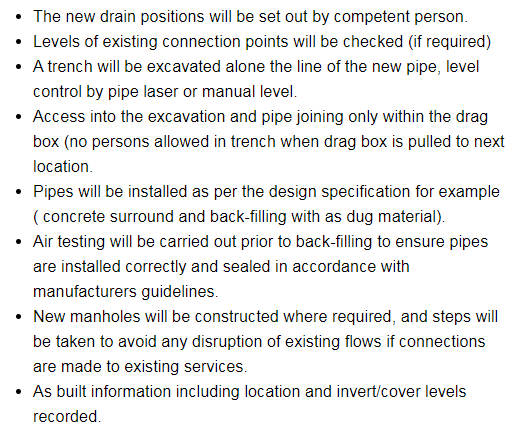 • The new drain positions will be set out by competent person.
• Levels of existing connection points will be checked (if required)
• A trench will be excavated alone the line of the new pipe, level
control by pipe laser or manual level.
• Access into the excavation and pipe joining only within the drag
box (no persons allowed in trench when drag box is pulled to next
location.
• Pipes will be installed as per the design specification for example
( concrete surround and back-filling with as dug material).
• Air testing will be carried out prior to back-filling to ensure pipes
are installed correctly and sealed in accordance with
manufacturers guidelines.
• New manholes will be constructed where required, and steps will
be taken to avoid any disruption of existing flows if connections
are made to existing services.
• As built information including location and invert/cover levels
recorded.